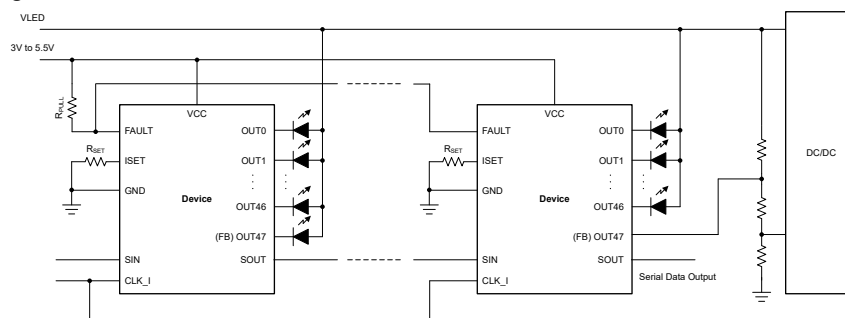 VLED
3V to 5.5V
RPULL
VCC
FAULT
OUT0
RSET
ISET
OUT1
GND
Device
OUT46
(FB) OUT47
SIN
SOUT
CLK_I
VCC
FAULT
OUT0
RSET
ISET
OUT1
GND
Device
OUT46
(FB) OUT47
SIN
SOUT
CLK_I
Serial Data Output
DC/DC